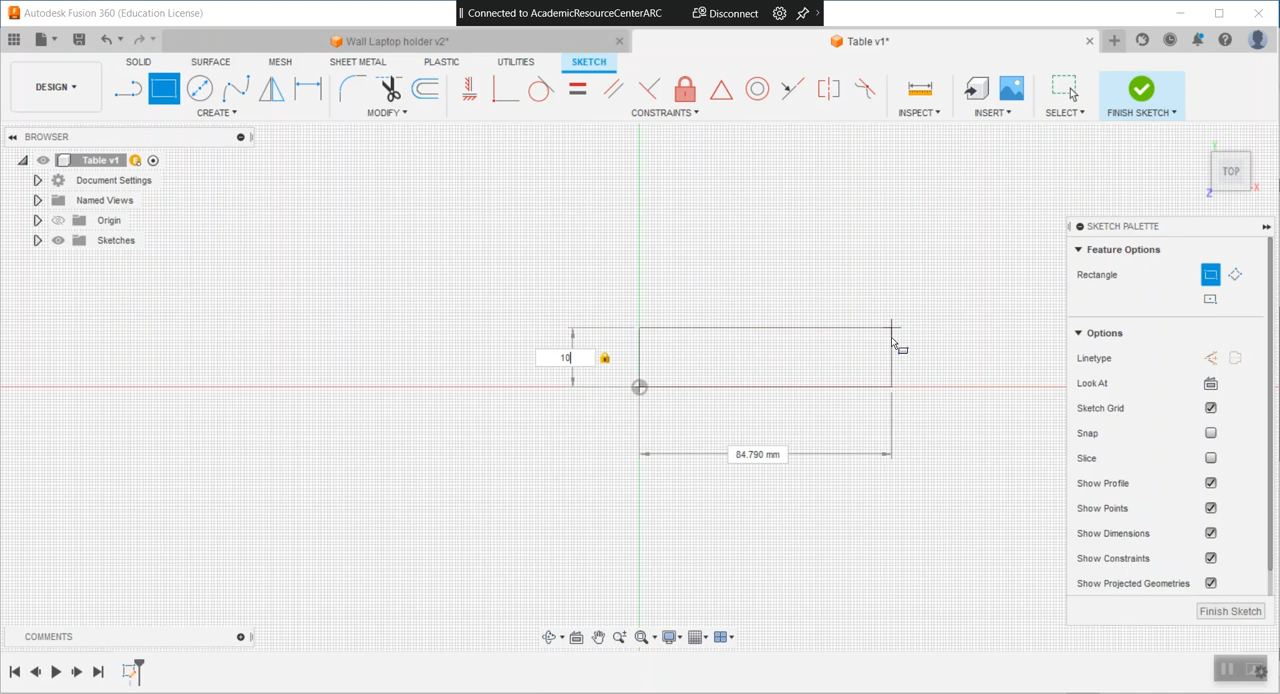 Autodesk Fusion 360 (Education License)
Connected to AcademicResourceCenterARC
Disconnect
Wall Laptop holder v2*
Table v1*
SOLID
SURFACE
MESH
SHEET METAL
PLASTIC
UTILITIES
SKETCH
DESIGN
CREATE
MODIFY
CONSTRAINTS
INSPECT
INSERT
SELECT
FINISH SKETCH
BROWSER
Table v1
Document Settings
Named Views
Origin
Sketches
Y
TOP
X
Z
SKETCH PALETTE
Feature Options
Rectangle
Options
Linetype
Look At
Sketch Grid
Snap
Slice
Show Profile
Show Points
Show Dimensions
Show Constraints
Show Projected Geometries
Finish Sketch
10
84.790 mm
COMMENTS